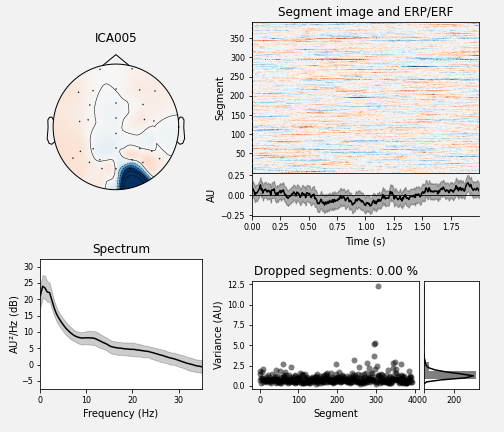 ICA005
Segment image and ERP/ERF
Segment
350
300
250
200
150
100
50
AU
0.25
0.00
−0.25
0.00 0.25 0.50 0.75 1.00 1.25 1.50 1.75
Time (s)
Spectrum
AU²/Hz (dB)
30
25
20
15
10
5
0
−5
0 10 20 30
Frequency (Hz)
Dropped segments: 0.00 %
Variance (AU)
12.5
10.0
7.5
5.0
2.5
0.0
0 100 200 300 400
Segment
0 200